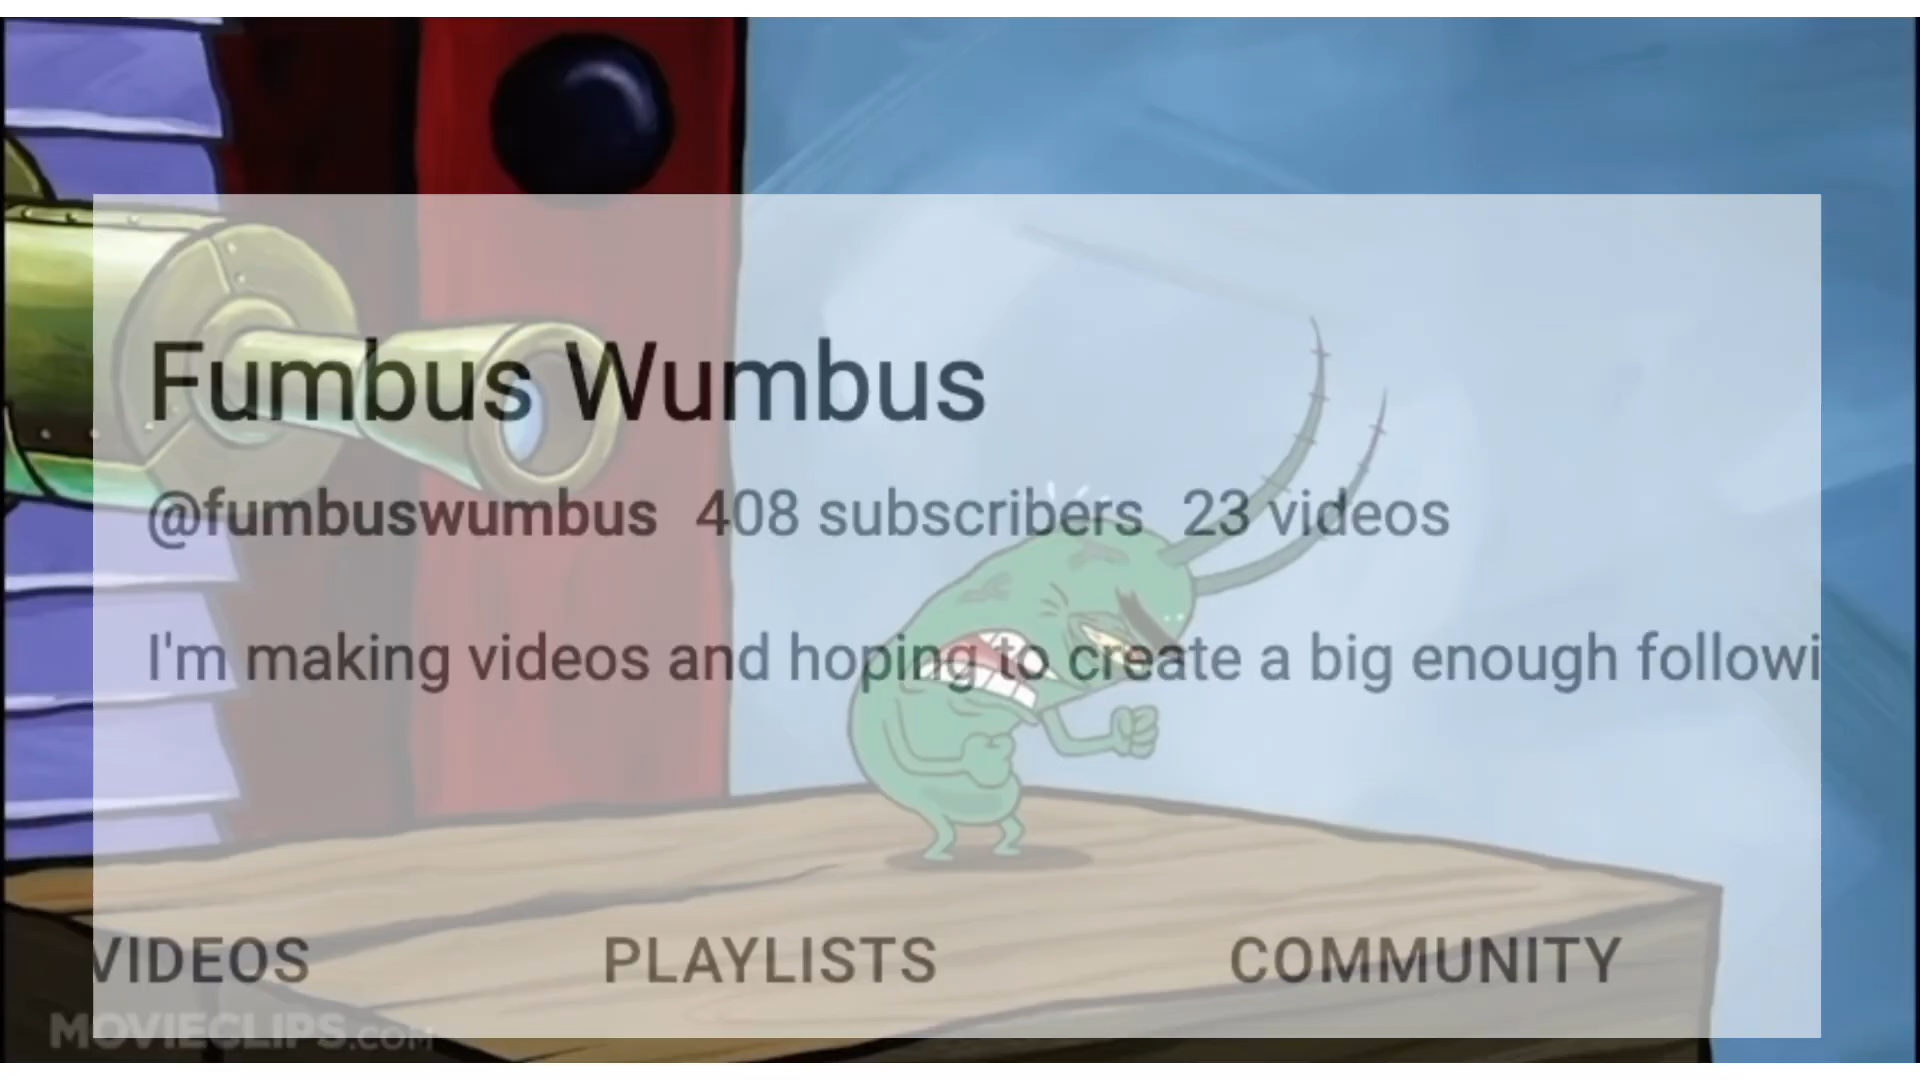 Fumbus Wumbus
@fumbuswumbus 408 subscribers 23 videos
I'm making videos and hoping to create a big enough followi
VIDEOS PLAYLISTS COMMUNITY
MOVIECLIPS.COM